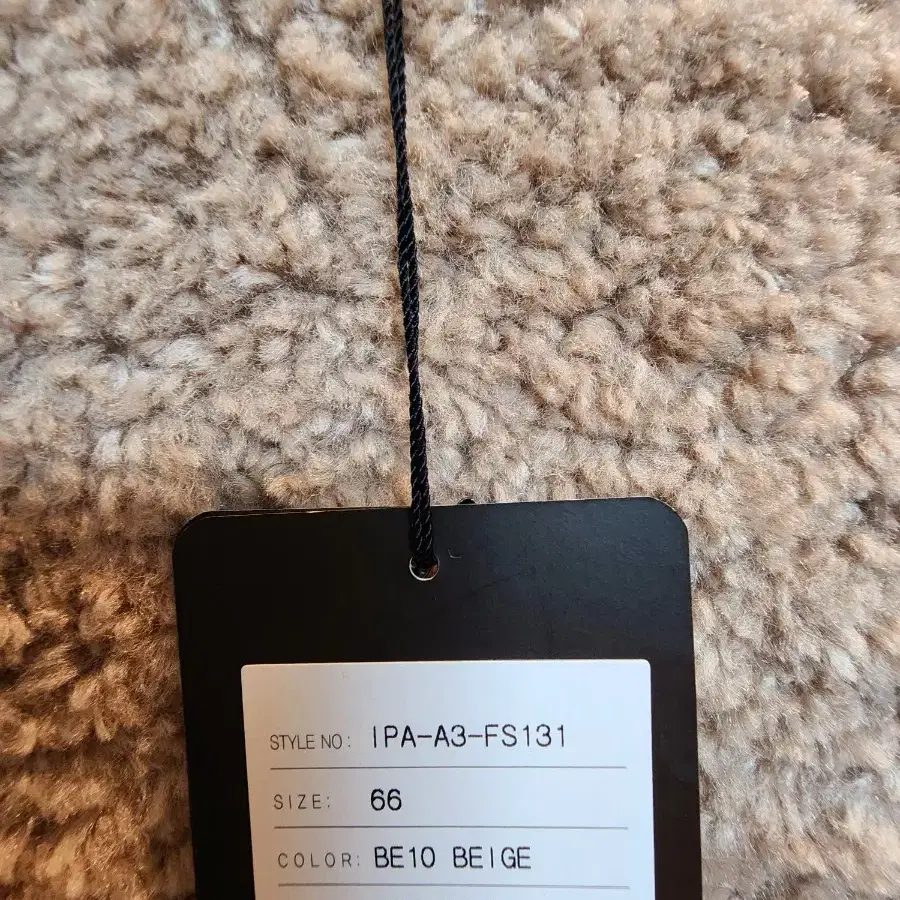 STYLE NO: IPA-A3-FS131
SIZE: 66
COLOR: BE10 BEIGE